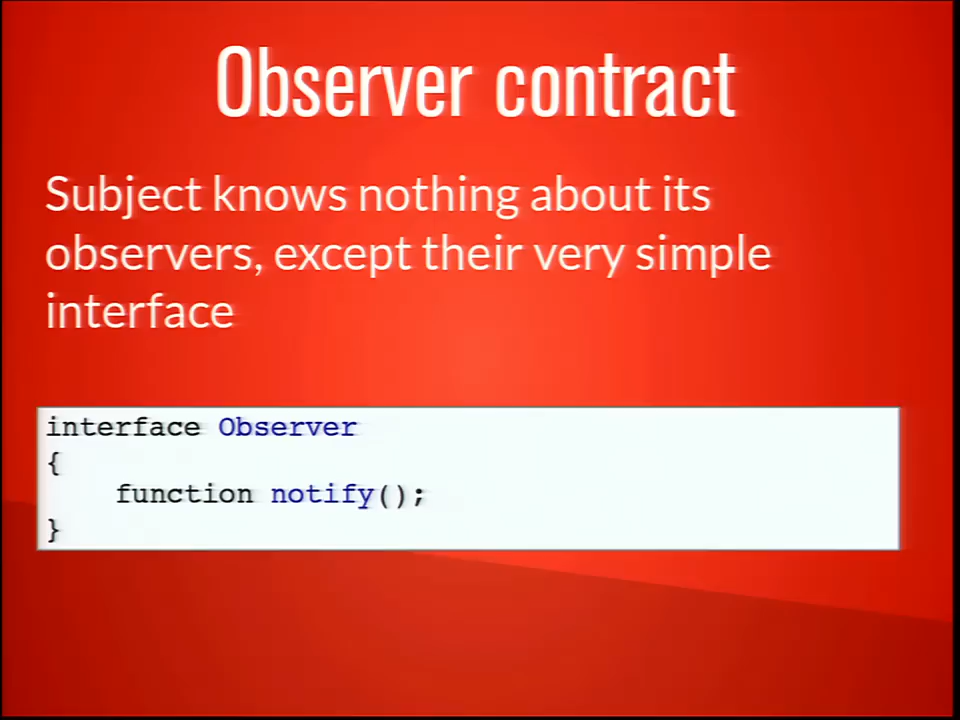 Observer contract
Subject knows nothing about its
observers, except their very simple
interface
interface Observer
{
    function notify();
}